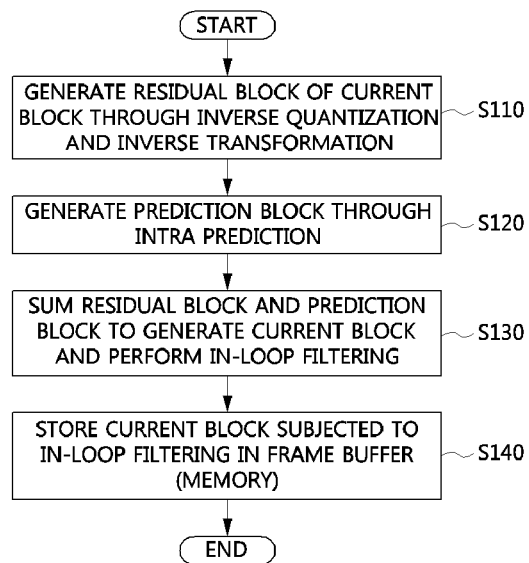 START
GENERATE RESIDUAL BLOCK OF CURRENT
BLOCK THROUGH INVERSE QUANTIZATION
AND INVERSE TRANSFORMATION
S110
GENERATE PREDICTION BLOCK THROUGH
INTRA PREDICTION
S120
SUM RESIDUAL BLOCK AND PREDICTION
BLOCK TO GENERATE CURRENT BLOCK
AND PERFORM IN-LOOP FILTERING
S130
STORE CURRENT BLOCK SUBJECTED TO
IN-LOOP FILTERING IN FRAME BUFFER
(MEMORY)
S140
END